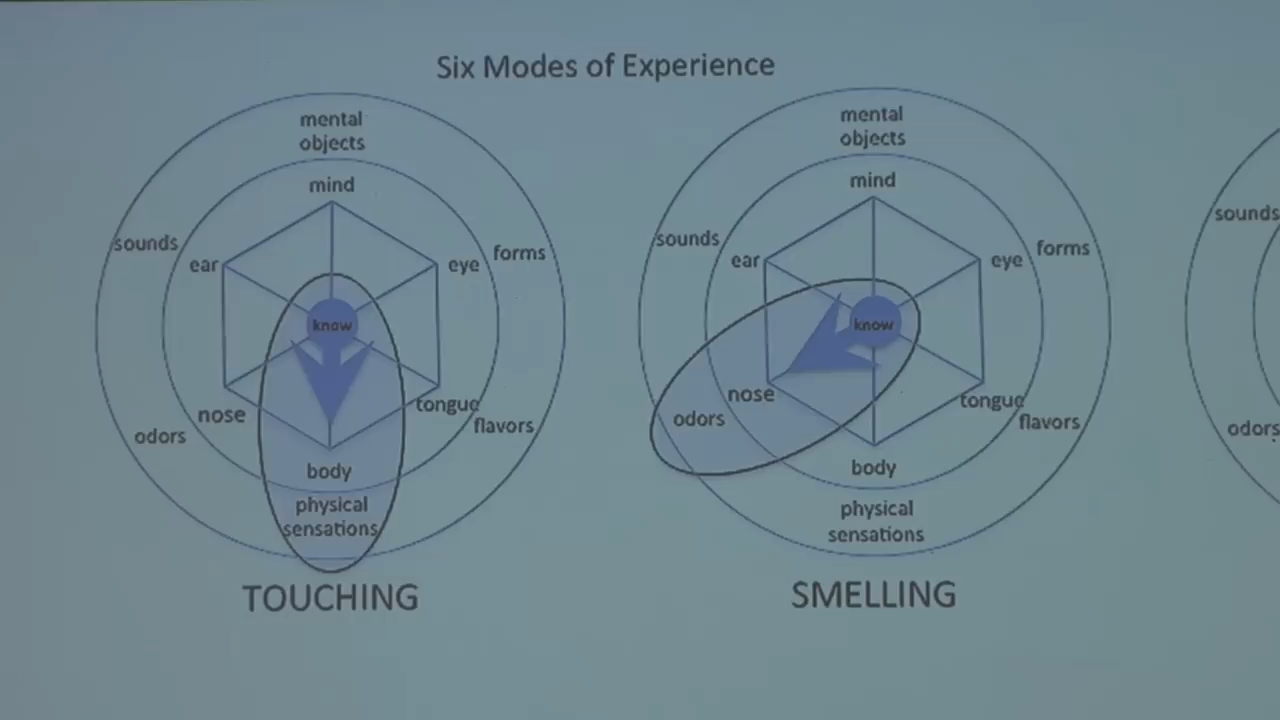 Six Modes of Experience
mental
objects
mind
sounds
ear
eye
forms
know
nose
tongue
odors
flavors
body
physical
sensations
TOUCHING
mental
objects
mind
sounds
ear
eye
forms
know
nose
tongue
odors
flavors
body
physical
sensations
SMELLING
sounds
odors